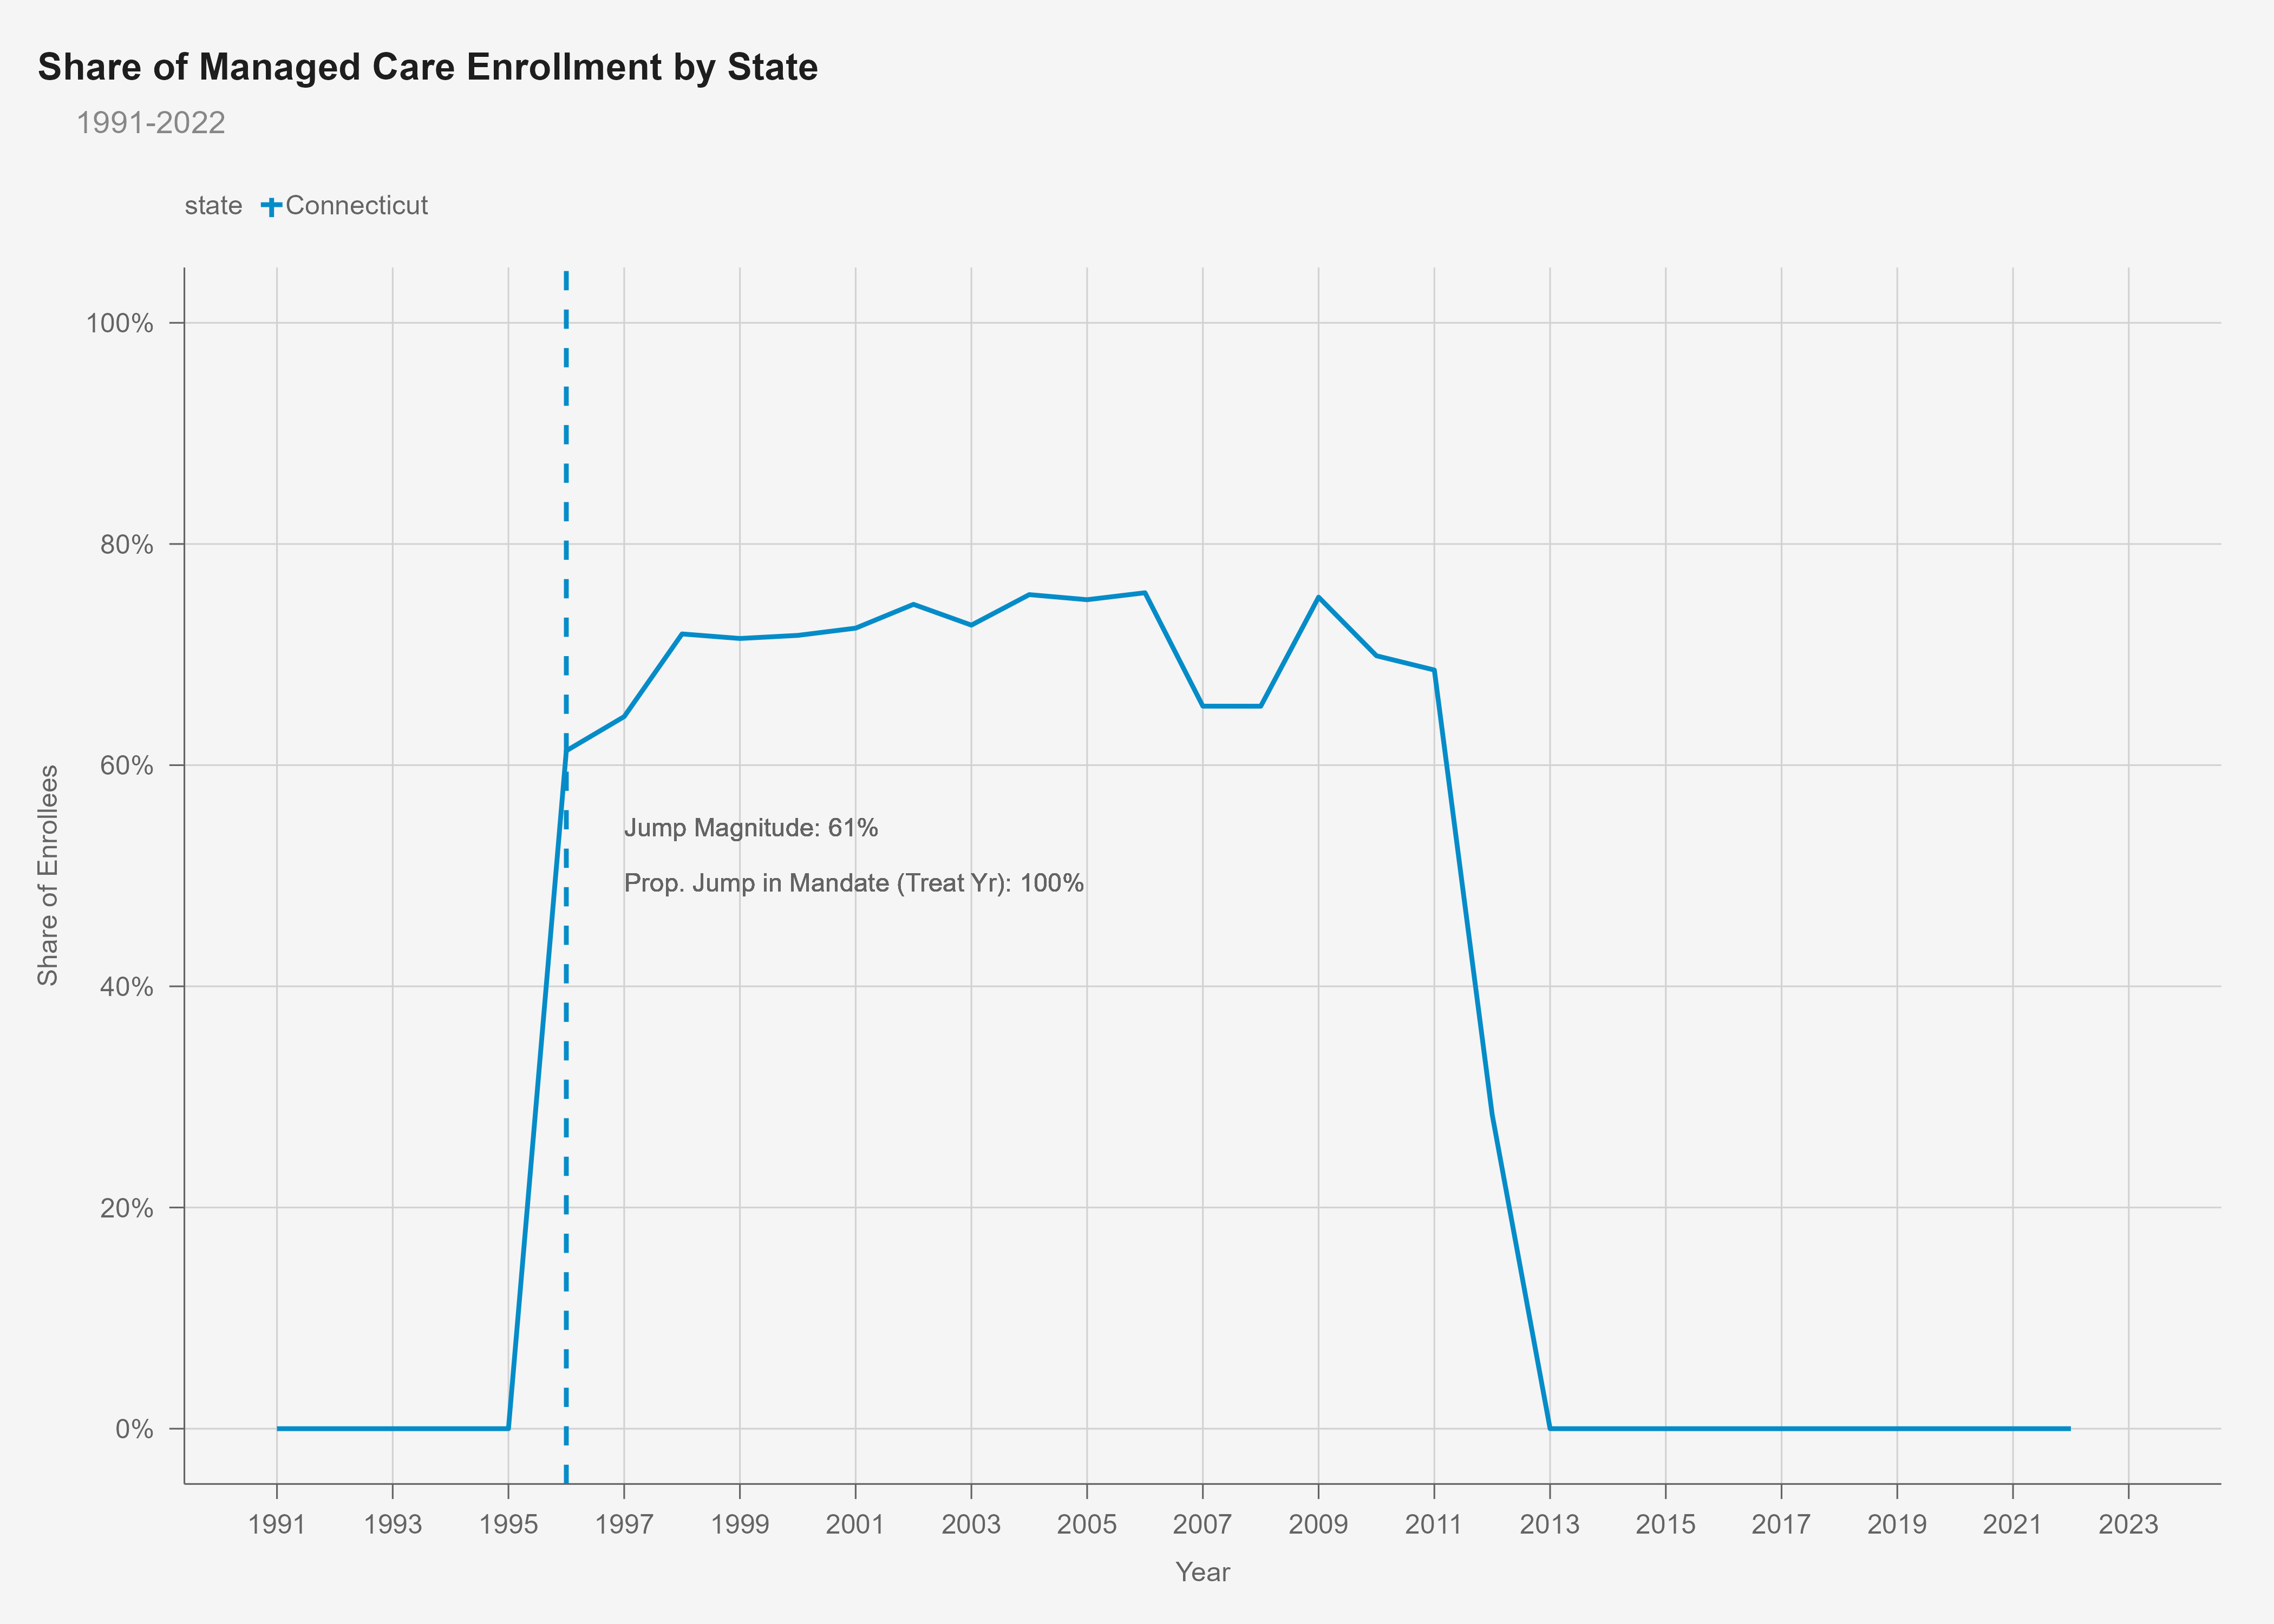 Share of Managed Care Enrollment by State
1991-2022
state Connecticut
100%
80%
60%
40%
20%
0%
Share of Enrollees
Jump Magnitude: 61%
Prop. Jump in Mandate (Treat Yr): 100%
1991 1993 1995 1997 1999 2001 2003 2005 2007 2009 2011 2013 2015 2017 2019 2021 2023
Year